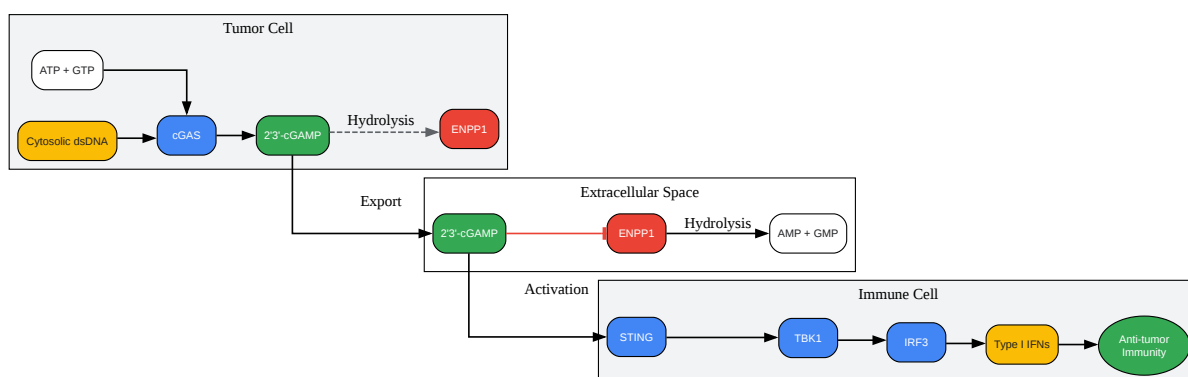 Tumor Cell
ATP + GTP
Cytosolic dsDNA
cGAS
2'3'-cGAMP
Hydrolysis
ENPP1
Export
Extracellular Space
2'3'-cGAMP
ENPP1
Hydrolysis
AMP + GMP
Activation
Immune Cell
STING
TBK1
IRF3
Type I IFNs
Anti-tumor
Immunity